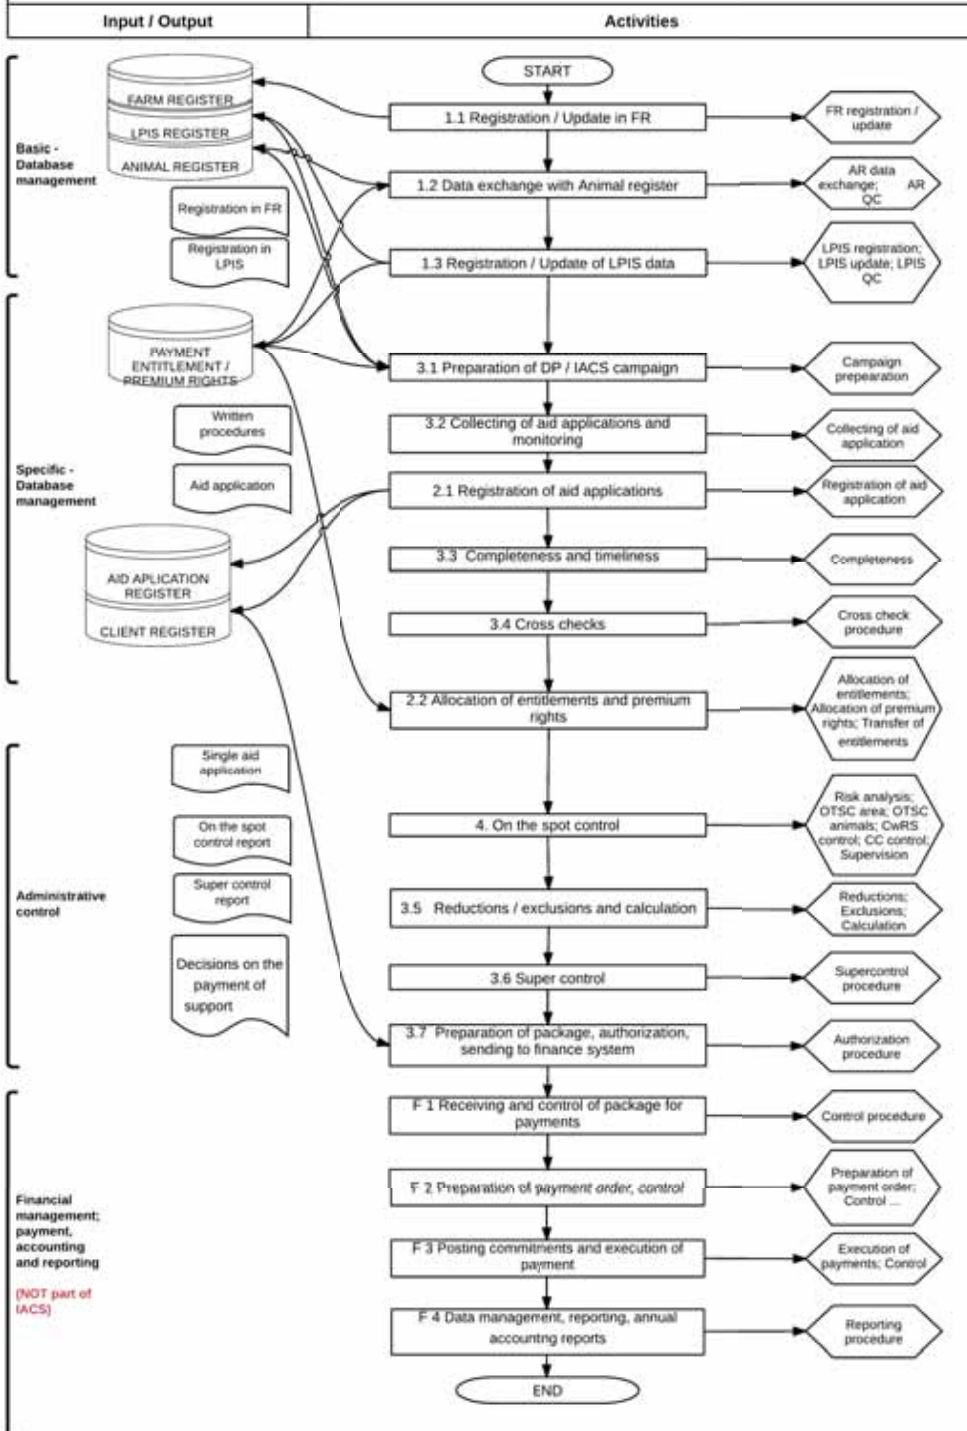 Input / Output
Activities
START
FARM REGISTER
LPIS REGISTER
ANIMAL REGISTER
Basic -
Database
management
Registration in FR
Registration in
LPIS
1.1 Registration / Update in FR
FR registration /
update
1.2 Data exchange with Animal register
AR data
exchange; AR
QC
1.3 Registration / Update of LPIS data
LPIS registration;
LPIS update; LPIS
QC
PAYMENT
ENTITLEMENT /
PREMIUM RIGHTS
3.1 Preparation of DP / IACS campaign
Campaign
prepearation
Written
procedures
3.2 Collecting of aid applications and
monitoring
Collecting of aid
application
Specific -
Database
management
Aid application
2.1 Registration of aid applications
Registration of aid
application
AID APLICATION
REGISTER
CLIENT REGISTER
3.3 Completeness and timeliness
Completeness
3.4 Cross checks
Cross check
procedure
2.2 Allocation of entitlements and premium
rights
Allocation of
entitlements;
Allocation of premium
rights; Transfer of
entitlements
Single aid
application
On the spot
control report
Super control
report
Decisions on the
payment of
support
Administrative
control
4. On the spot control
Risk analysis;
OTSC area; OTSC
animals; CwRS
control; CC control;
Supervision
3.5 Reductions / exclusions and calculation
Reductions;
Exclusions;
Calculation
3.6 Super control
Supercontrol
procedure
3.7 Preparation of package, authorization,
sending to finance system
Authorization
procedure
Financial
management;
payment,
accounting
and reporting
(NOT part of
IACS)
F 1 Receiving and control of package for
payments
Control procedure
F 2 Preparation of payment order, control
Preparation of
payment order;
Control ...
F 3 Posting commitments and execution of
payment
Execution of
payments; Control
F 4 Data management, reporting, annual
accountng reports
Reporting
procedure
END